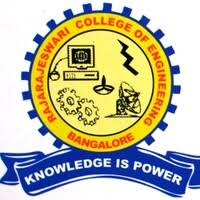 RAJARAJESWARI COLLEGE OF ENGINEERING
BANGALORE
KNOWLEDGE IS POWER